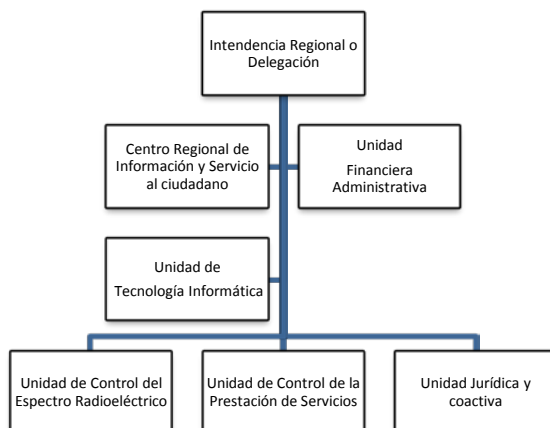 Intendencia Regional o
Delegación
Centro Regional de
Información y Servicio
al ciudadano
Unidad
Financiera
Administrativa
Unidad de
Tecnología Informática
Unidad de Control del
Espectro Radioeléctrico
Unidad de Control de la
Prestación de Servicios
Unidad Jurídica y
coactiva